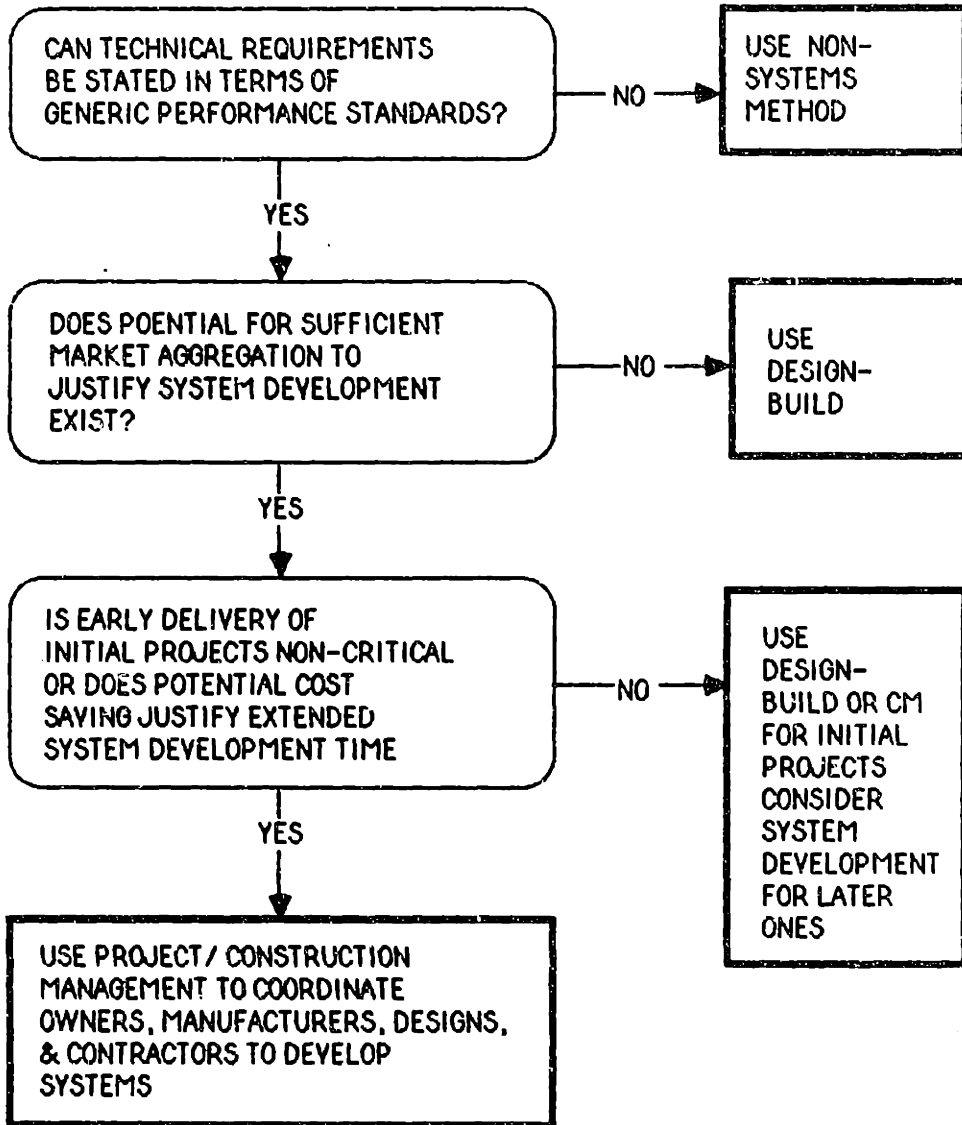 CAN TECHNICAL REQUIREMENTS
BE STATED IN TERMS OF
GENERIC PERFORMANCE STANDARDS?
NO
USE NON-
SYSTEMS
METHOD
YES
DOES POENTIAL FOR SUFFICIENT
MARKET AGGREGATION TO
JUSTIFY SYSTEM DEVELOPMENT
EXIST?
NO
USE
DESIGN-
BUILD
YES
IS EARLY DELIVERY OF
INITIAL PROJECTS NON-CRITICAL
OR DOES POTENTIAL COST
SAVING JUSTIFY EXTENDED
SYSTEM DEVELOPMENT TIME
NO
USE
DESIGN-
BUILD OR CM
FOR INITIAL
PROJECTS
CONSIDER
SYSTEM
DEVELOPMENT
FOR LATER
ONES
YES
USE PROJECT/ CONSTRUCTION
MANAGEMENT TO COORDINATE
OWNERS, MANUFACTURERS, DESIGNS,
& CONTRACTORS TO DEVELOP
SYSTEMS